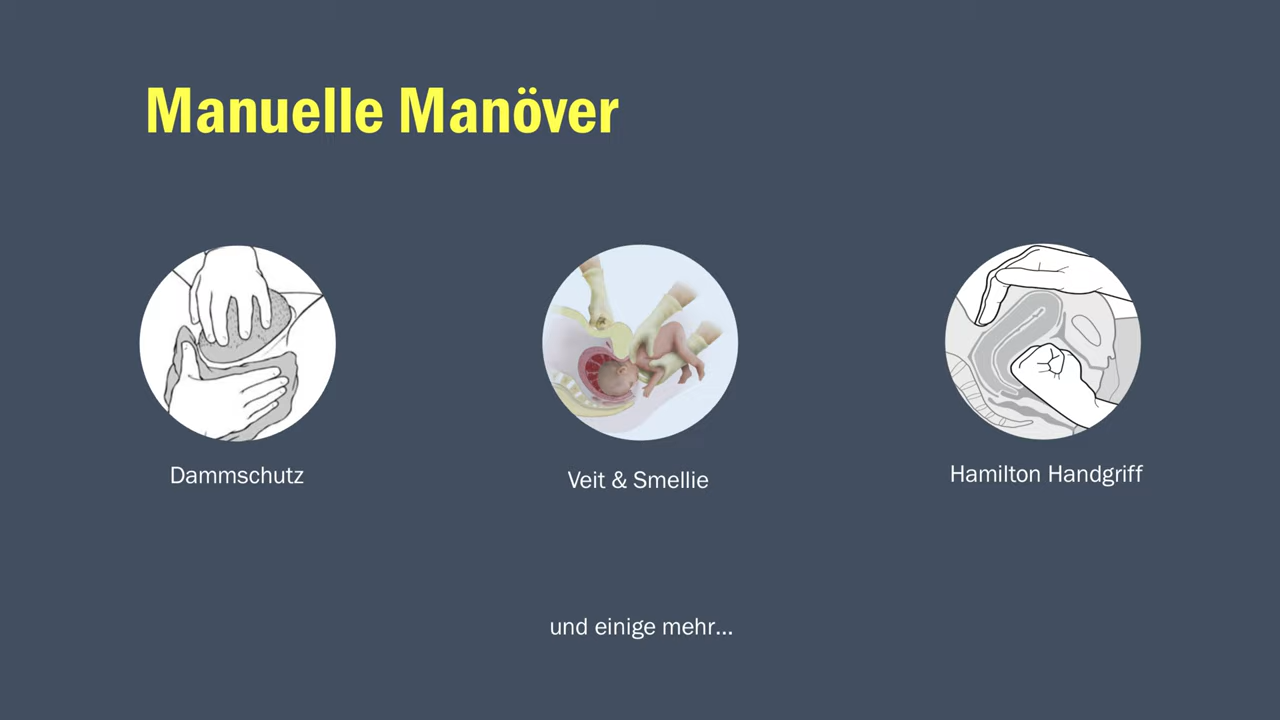 Manuelle Manöver
Dammschutz
Veit & Smellie
Hamilton Handgriff
und einige mehr...